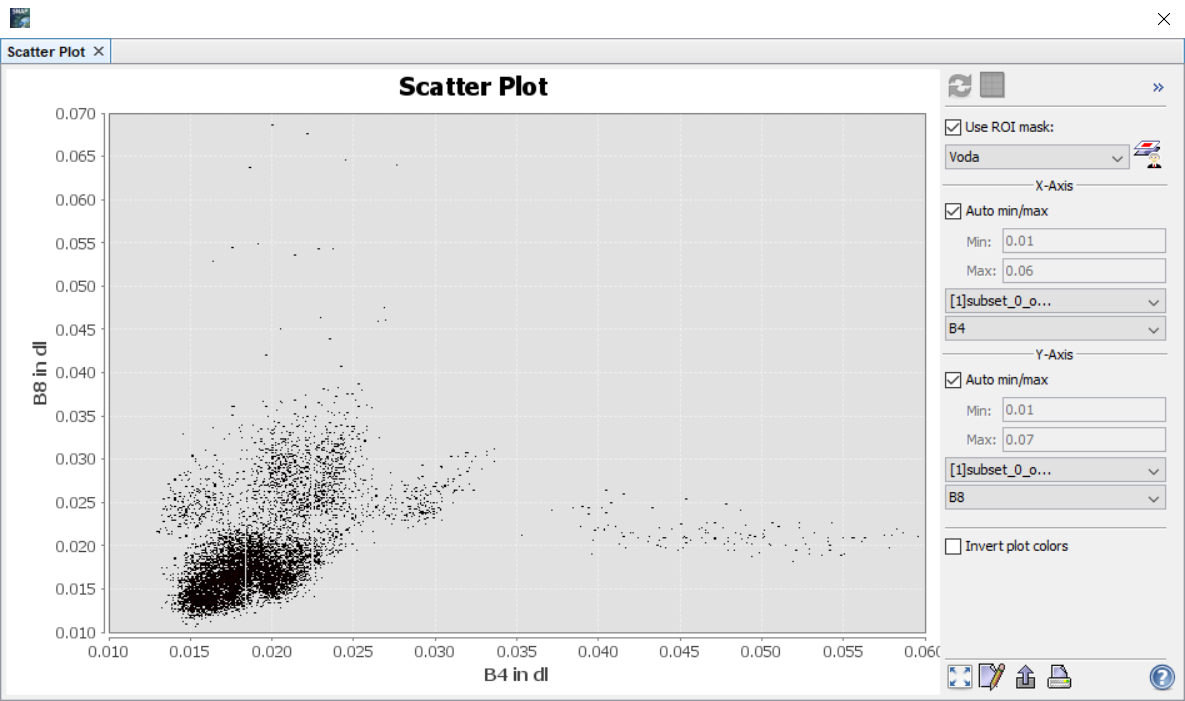 SNAP
Scatter Plot
Scatter Plot
0.070
0.065
0.060
0.055
0.050
0.045
0.040
0.035
0.030
0.025
0.020
0.015
0.010
B8 in dl
0.010 0.015 0.020 0.025 0.030 0.035 0.040 0.045 0.050 0.055 0.060
B4 in dl
»
Use ROI mask:
Voda
X-Axis
Auto min/max
Min: 0.01
Max: 0.06
[1]subset_0_o...
B4
Y-Axis
Auto min/max
Min: 0.01
Max: 0.07
[1]subset_0_o...
B8
Invert plot colors
?